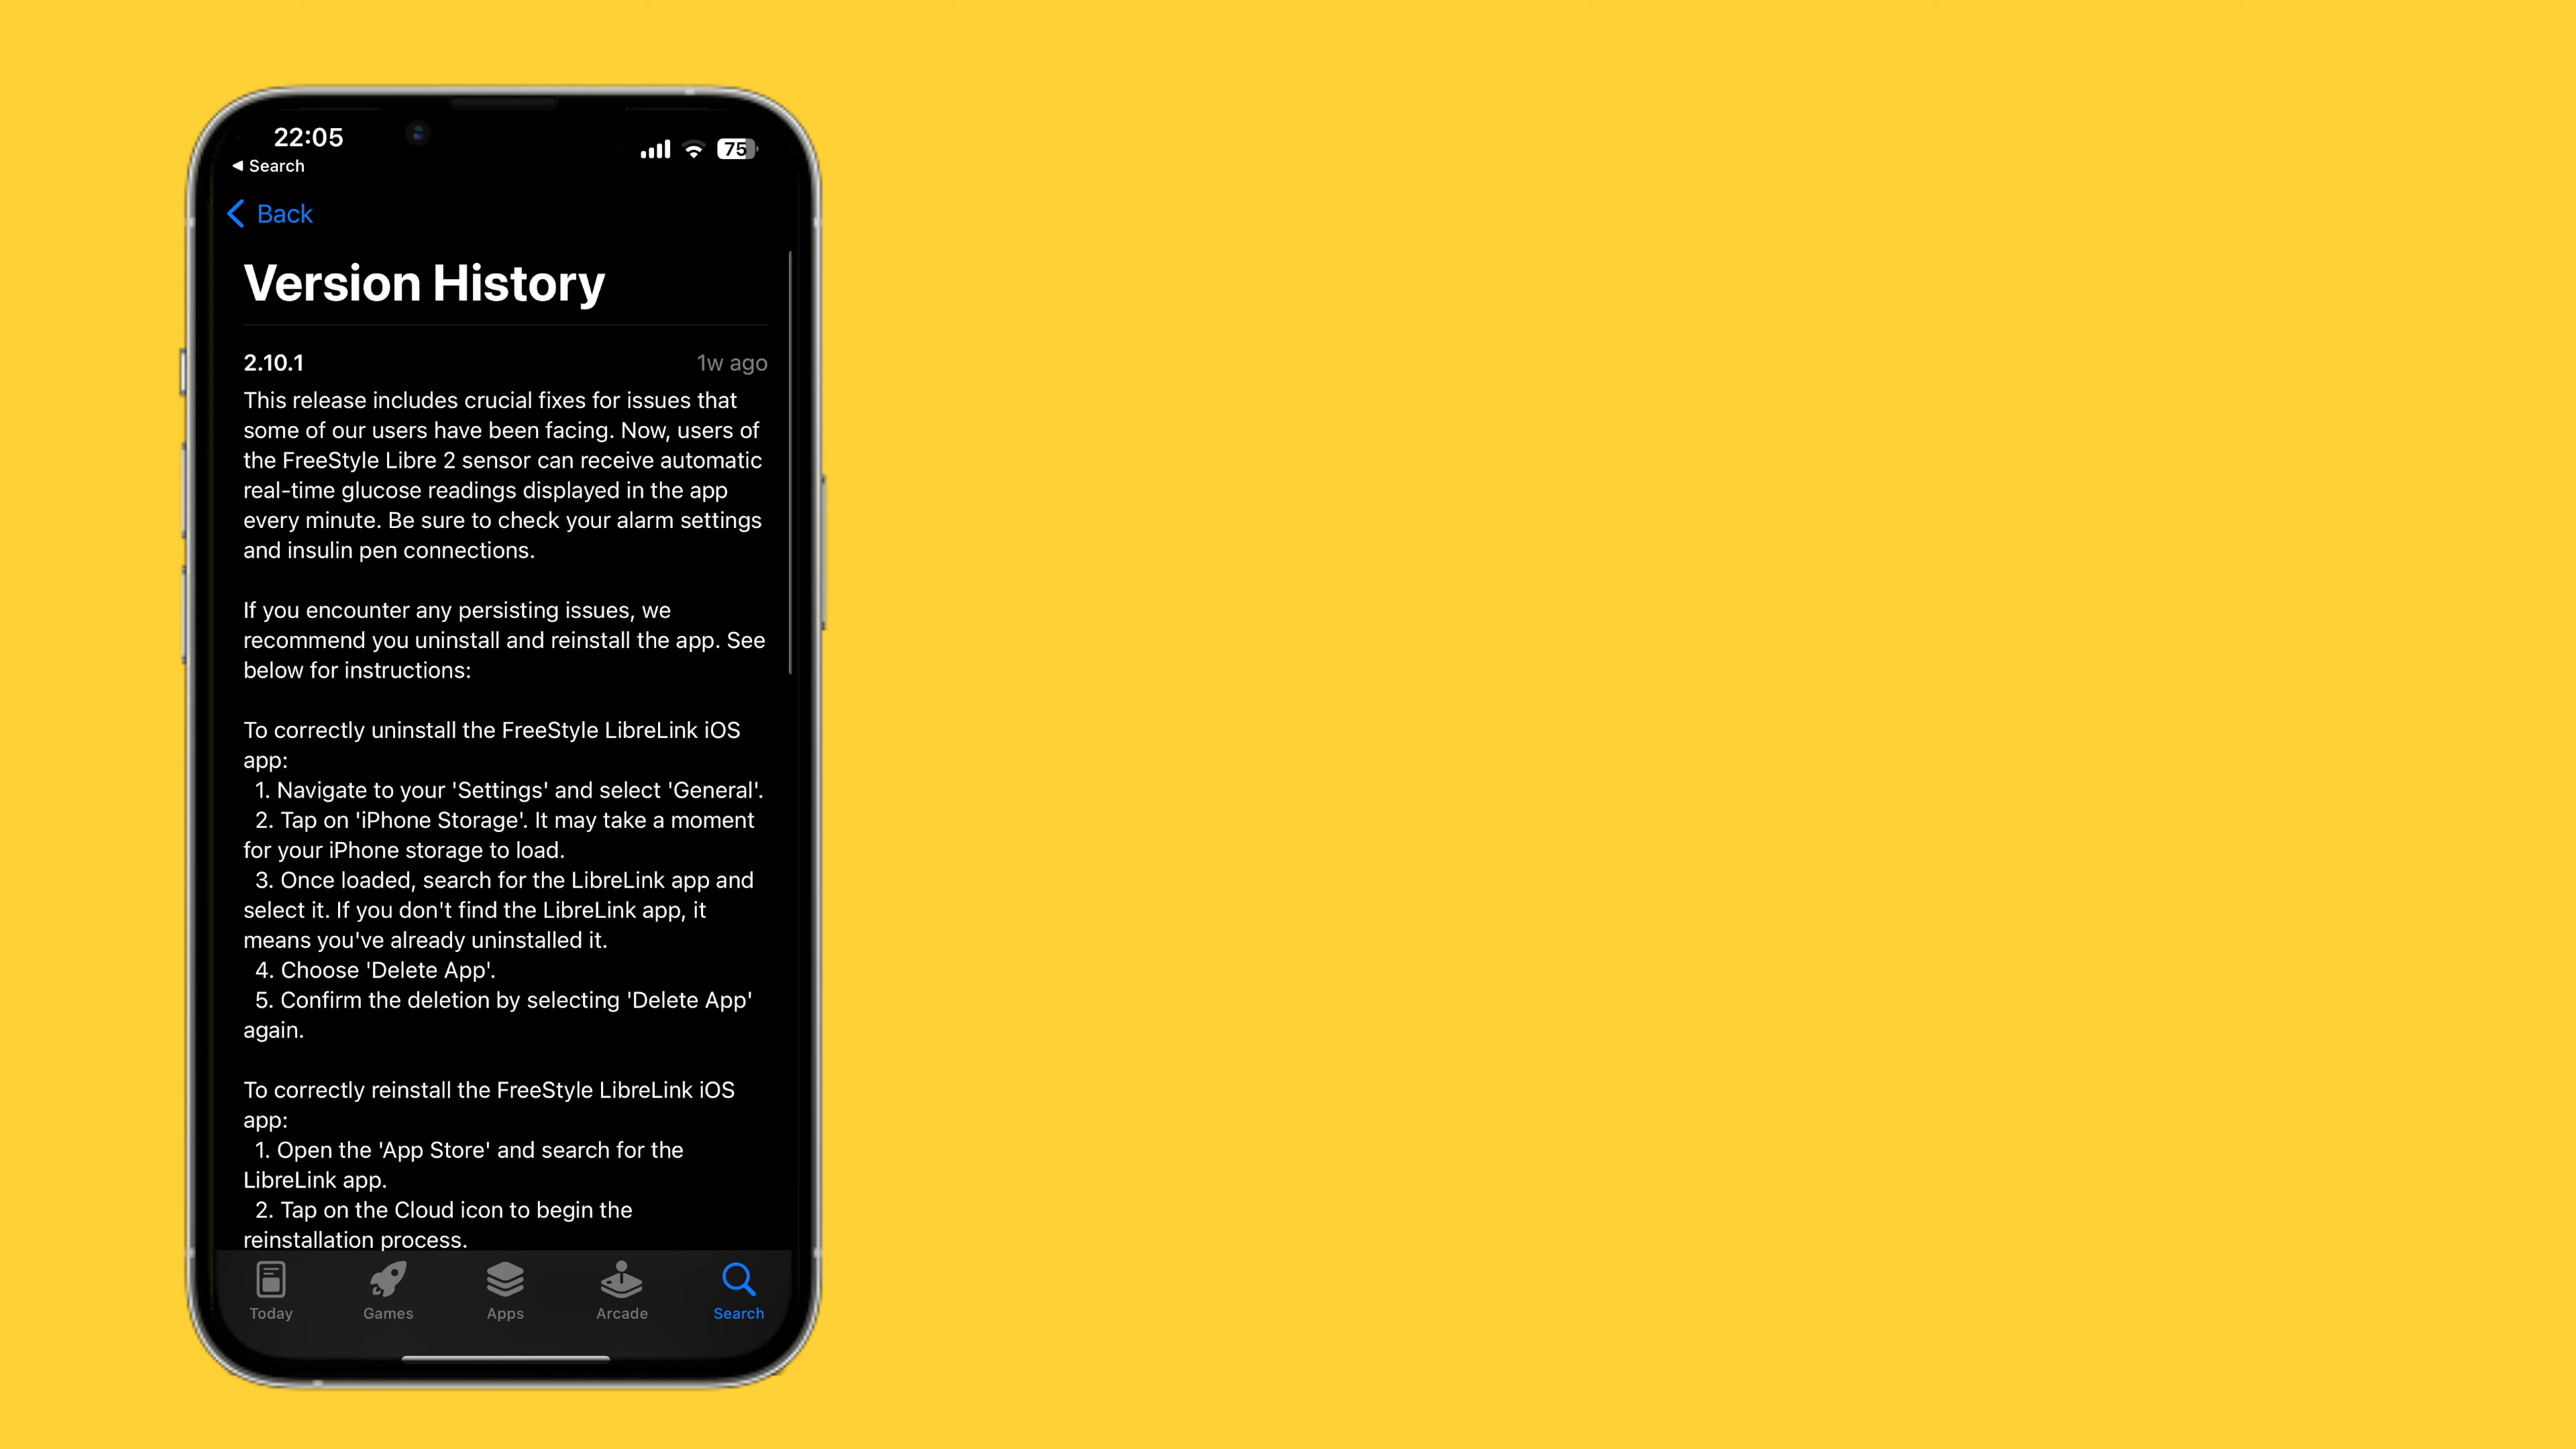 22:05
75
◀ Search
Back
Version History
2.10.1
1w ago
This release includes crucial fixes for issues that
some of our users have been facing. Now, users of
the FreeStyle Libre 2 sensor can receive automatic
real-time glucose readings displayed in the app
every minute. Be sure to check your alarm settings
and insulin pen connections.
If you encounter any persisting issues, we
recommend you uninstall and reinstall the app. See
below for instructions:
To correctly uninstall the FreeStyle LibreLink iOS
app:
1. Navigate to your 'Settings' and select 'General'.
2. Tap on 'iPhone Storage'. It may take a moment
for your iPhone storage to load.
3. Once loaded, search for the LibreLink app and
select it. If you don't find the LibreLink app, it
means you've already uninstalled it.
4. Choose 'Delete App'.
5. Confirm the deletion by selecting 'Delete App'
again.
To correctly reinstall the FreeStyle LibreLink iOS
app:
1. Open the 'App Store' and search for the
LibreLink app.
2. Tap on the Cloud icon to begin the
reinstallation process.
Today
Games
Apps
Arcade
Search